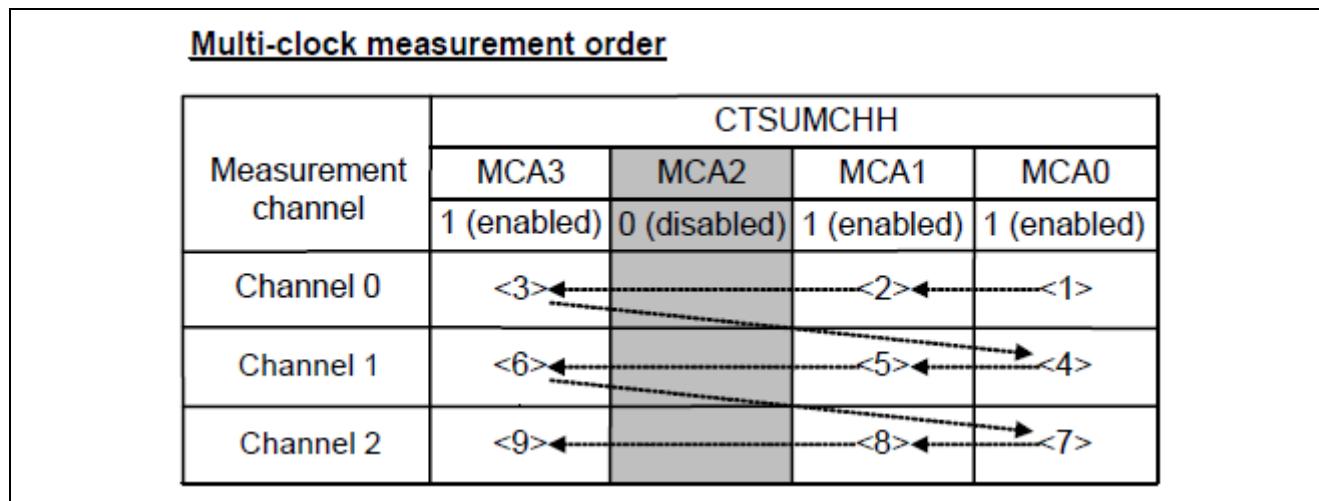 Multi-clock measurement order
CTSUMCHH
Measurement channel
MCA3 MCA2 MCA1 MCA0
1 (enabled) 0 (disabled) 1 (enabled) 1 (enabled)
Channel 0 <3> <2> <1>
Channel 1 <6> <5> <4>
Channel 2 <9> <8> <7>